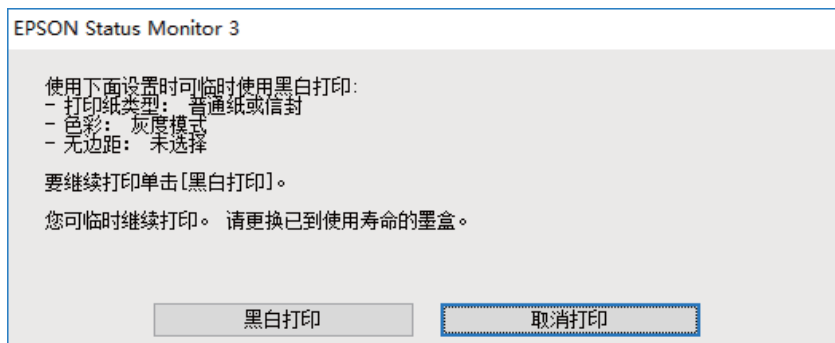 EPSON Status Monitor 3
使用下面设置时可临时使用黑白打印:
- 打印纸类型: 普通纸或信封
- 色彩: 灰度模式
- 无边距: 未选择
要继续打印单击[黑白打印]。
您可临时继续打印。 请更换已到使用寿命的墨盒。
黑白打印 取消打印